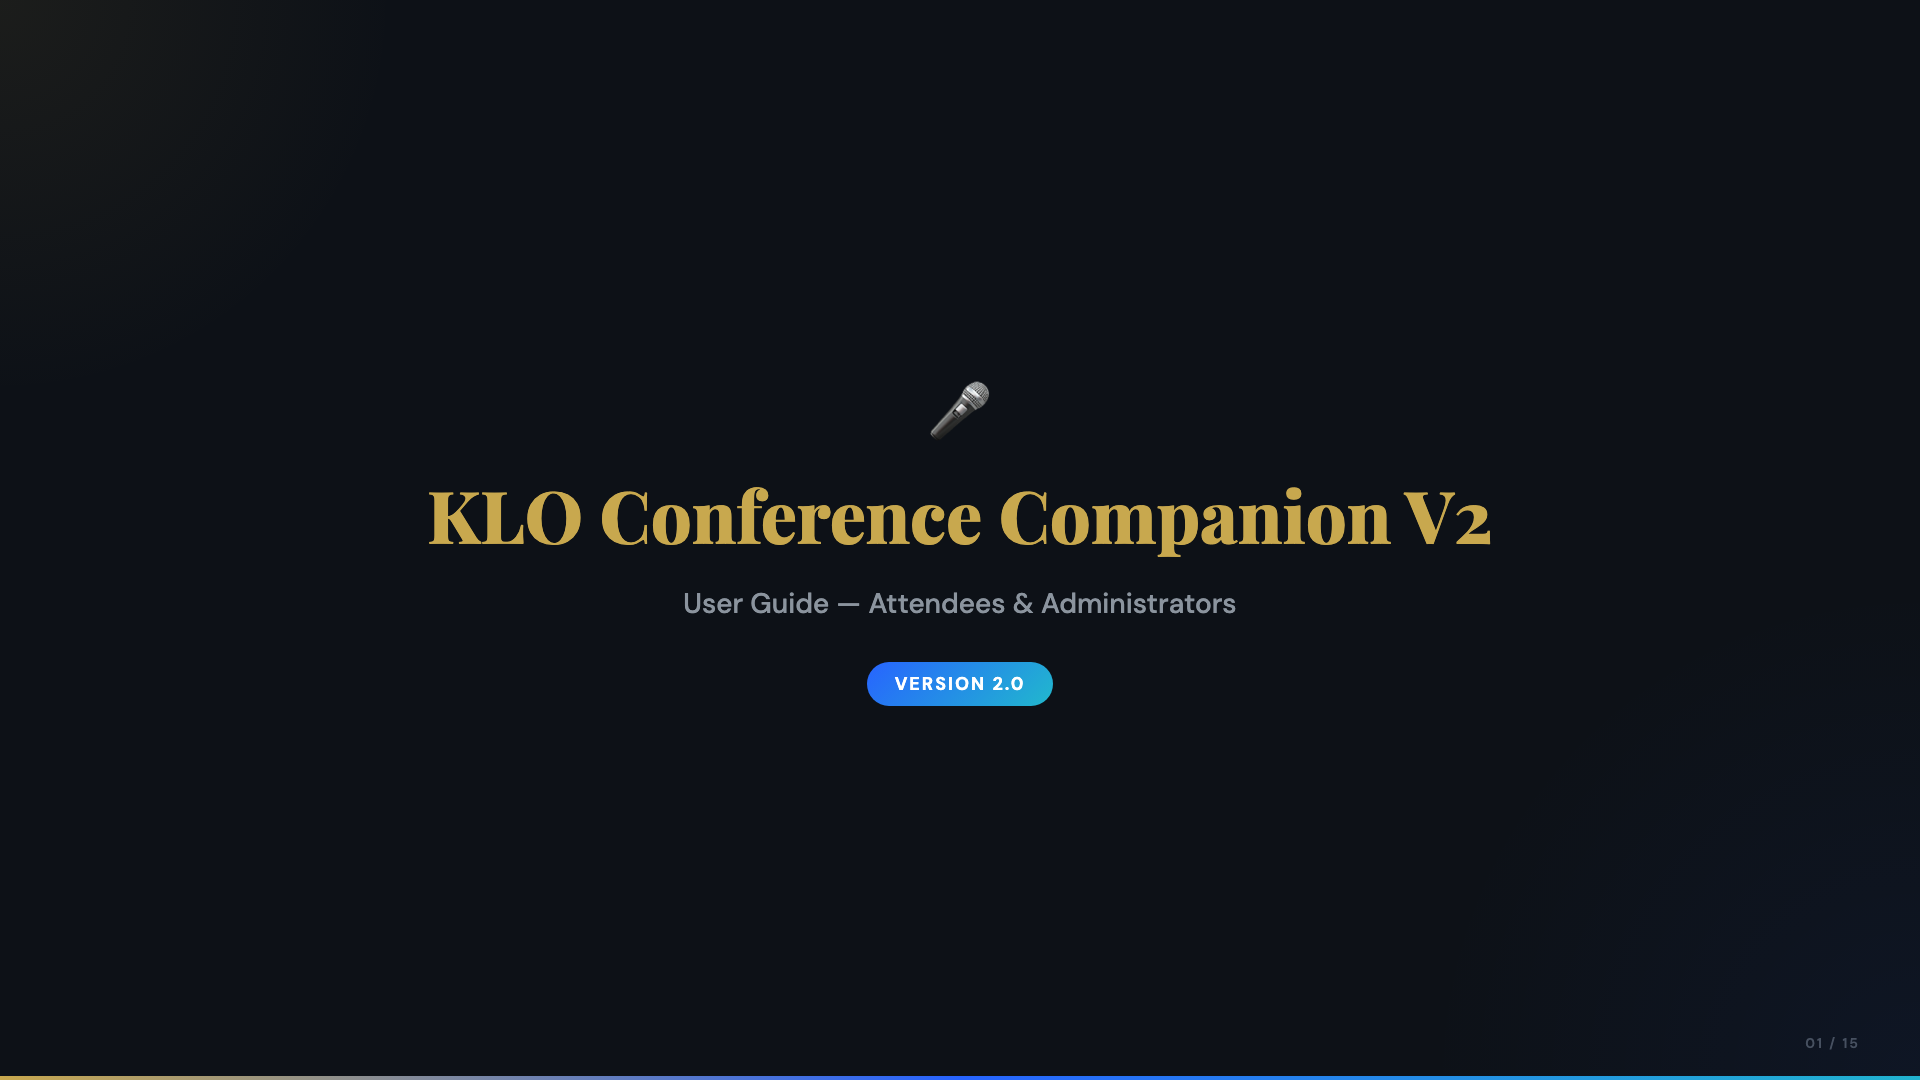 KLO Conference Companion V2
User Guide — Attendees & Administrators
VERSION 2.0
01 / 15